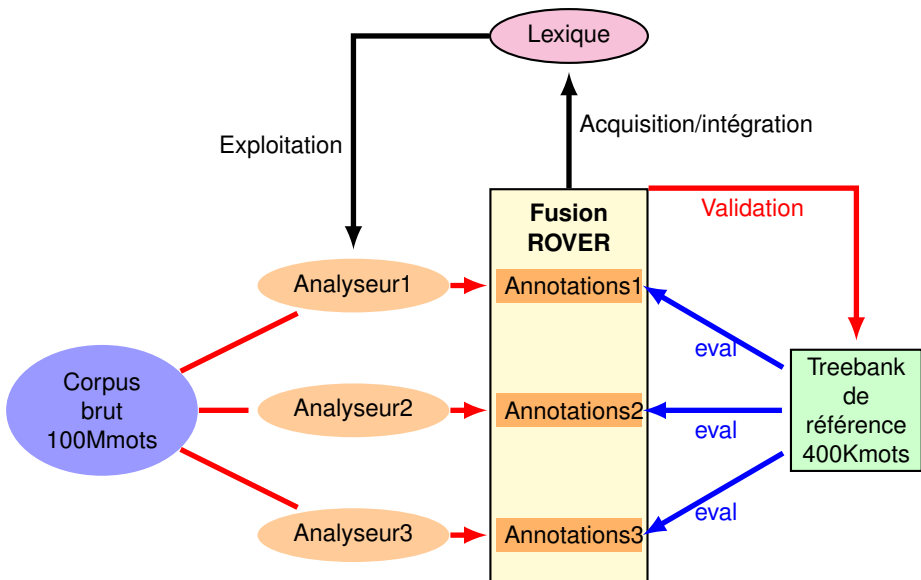 Lexique
Acquisition/intégration
Exploitation
Fusion
ROVER
Validation
Analyseur1
Annotations1
eval
Corpus
brut
100Mmots
Analyseur2
Annotations2
eval
Treebank
de
référence
400Kmots
Analyseur3
Annotations3
eval